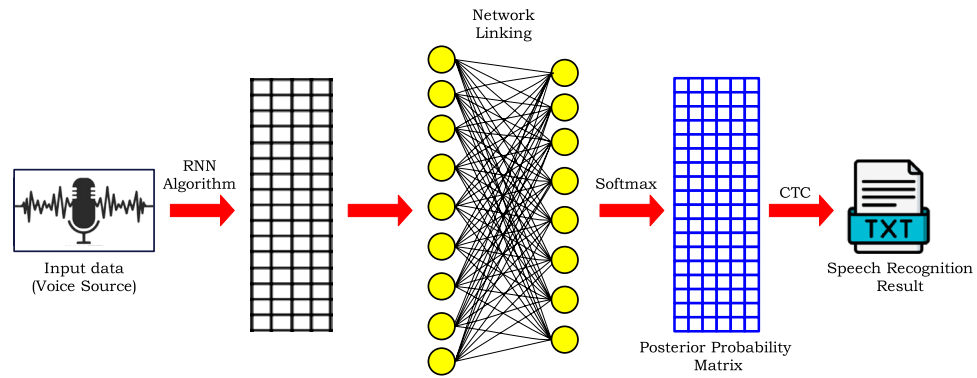 Network
Linking
RNN
Algorithm
Softmax
CTC
TXT
Input data
(Voice Source)
Speech Recognition
Result
Posterior Probability
Matrix